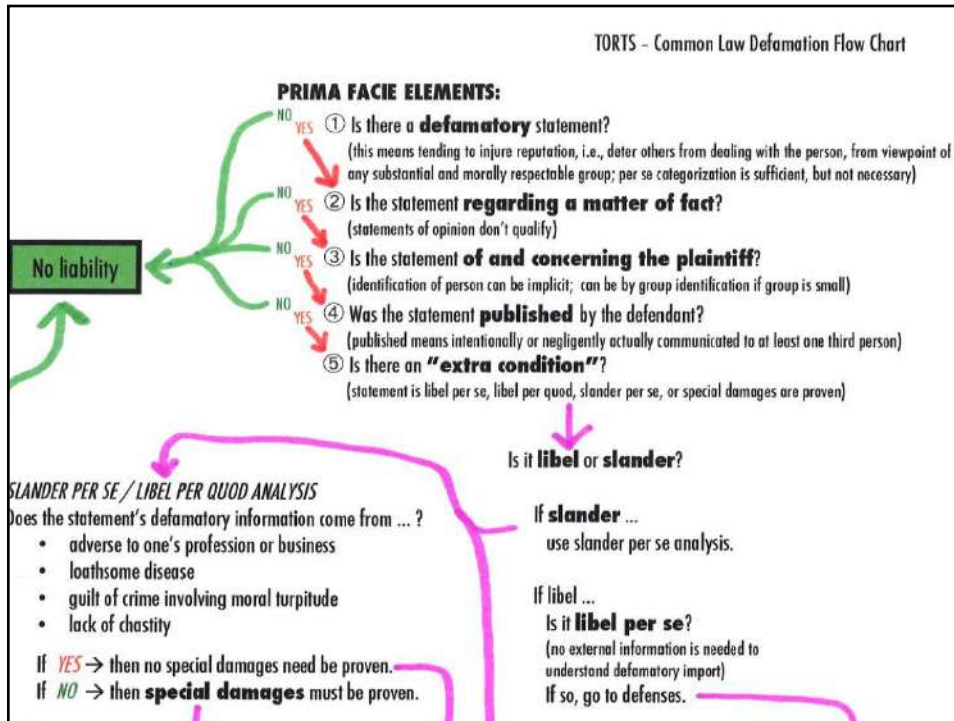 TORTS - Common Law Defamation Flow Chart
PRIMA FACIE ELEMENTS:
NO YES ① Is there a defamatory statement?
(this means tending to injure reputation, i.e., deter others from dealing with the person, from viewpoint of
any substantial and morally respectable group; per se categorization is sufficient, but not necessary)
NO YES ② Is the statement regarding a matter of fact?
(statements of opinion don't qualify)
NO YES ③ Is the statement of and concerning the plaintiff?
(identification of person can be implicit; can be by group identification if group is small)
NO YES ④ Was the statement published by the defendant?
(published means intentionally or negligently actually communicated to at least one third person)
⑤ Is there an "extra condition"?
(statement is libel per se, libel per quod, slander per se, or special damages are proven)
No liability
Is it libel or slander?
If slander ...
use slander per se analysis.
If libel ...
Is it libel per se?
(no external information is needed to
understand defamatory import)
If so, go to defenses.
SLANDER PER SE / LIBEL PER QUOD ANALYSIS
Does the statement's defamatory information come from ... ?
• adverse to one's profession or business
• loathsome disease
• guilt of crime involving moral turpitude
• lack of chastity
If YES → then no special damages need be proven.
If NO → then special damages must be proven.